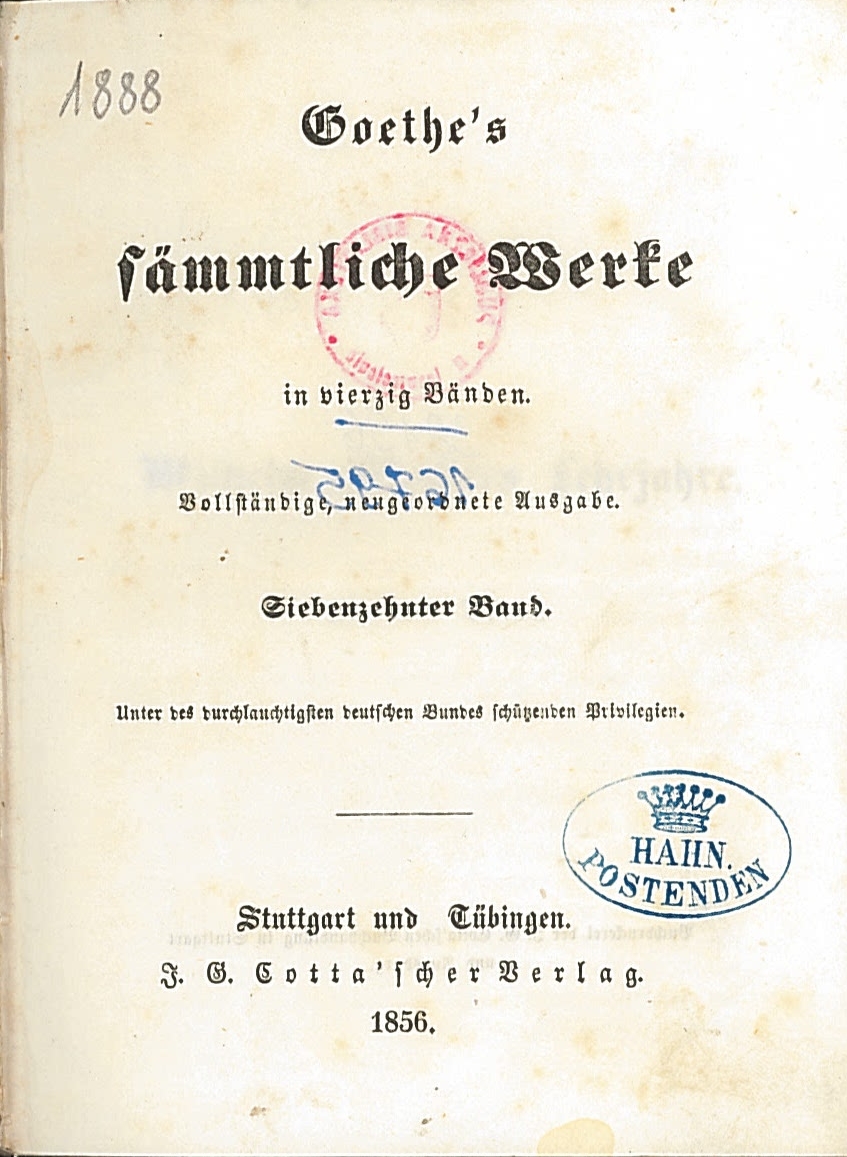 1888
Goethe's
sämmtliche Werke
in vierzig Bänden.
Vollständige, neugeordnete Ausgabe.
Siebenzehnter Band.
Unter des durchlauchtigsten deutschen Bundes schützenden Privilegien.
HAHN.
POSTENDEN
Stuttgart und Tübingen.
J. G. Cotta'scher Verlag.
1856.